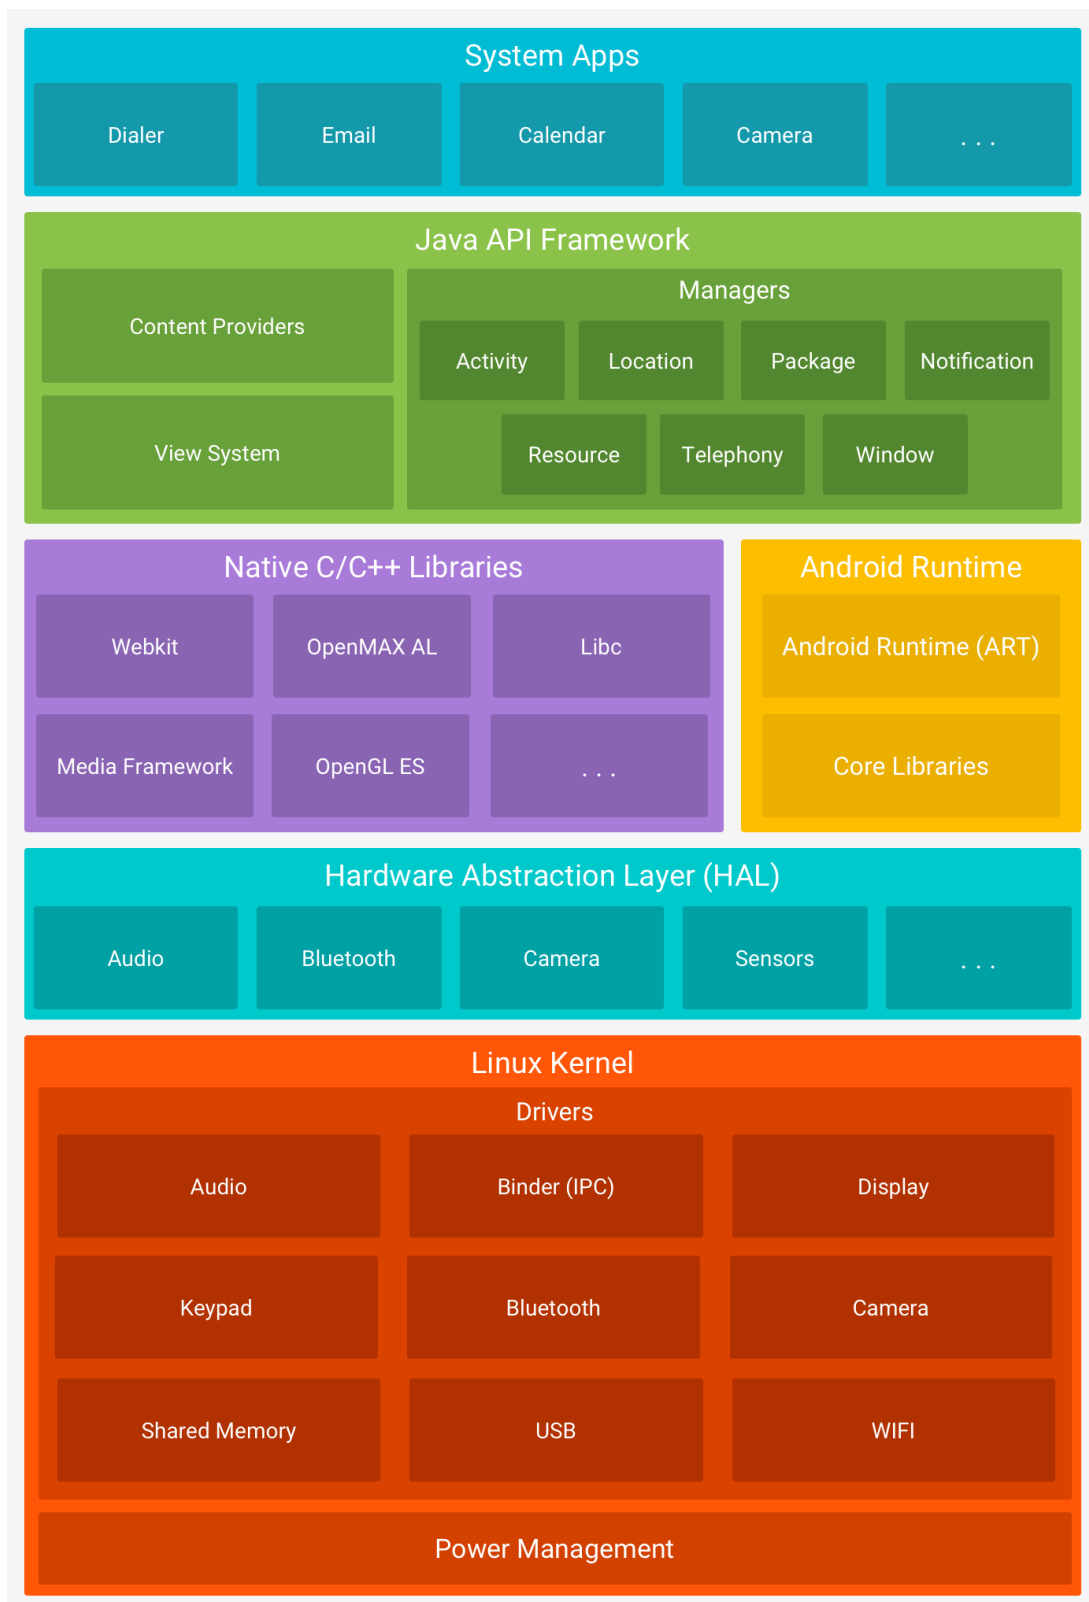 System Apps
Dialer
Email
Calendar
Camera
. . .
Java API Framework
Content Providers
View System
Managers
Activity
Location
Package
Notification
Resource
Telephony
Window
Native C/C++ Libraries
Webkit
OpenMAX AL
Libc
Media Framework
OpenGL ES
. . .
Android Runtime
Android Runtime (ART)
Core Libraries
Hardware Abstraction Layer (HAL)
Audio
Bluetooth
Camera
Sensors
. . .
Linux Kernel
Drivers
Audio
Binder (IPC)
Display
Keypad
Bluetooth
Camera
Shared Memory
USB
WIFI
Power Management